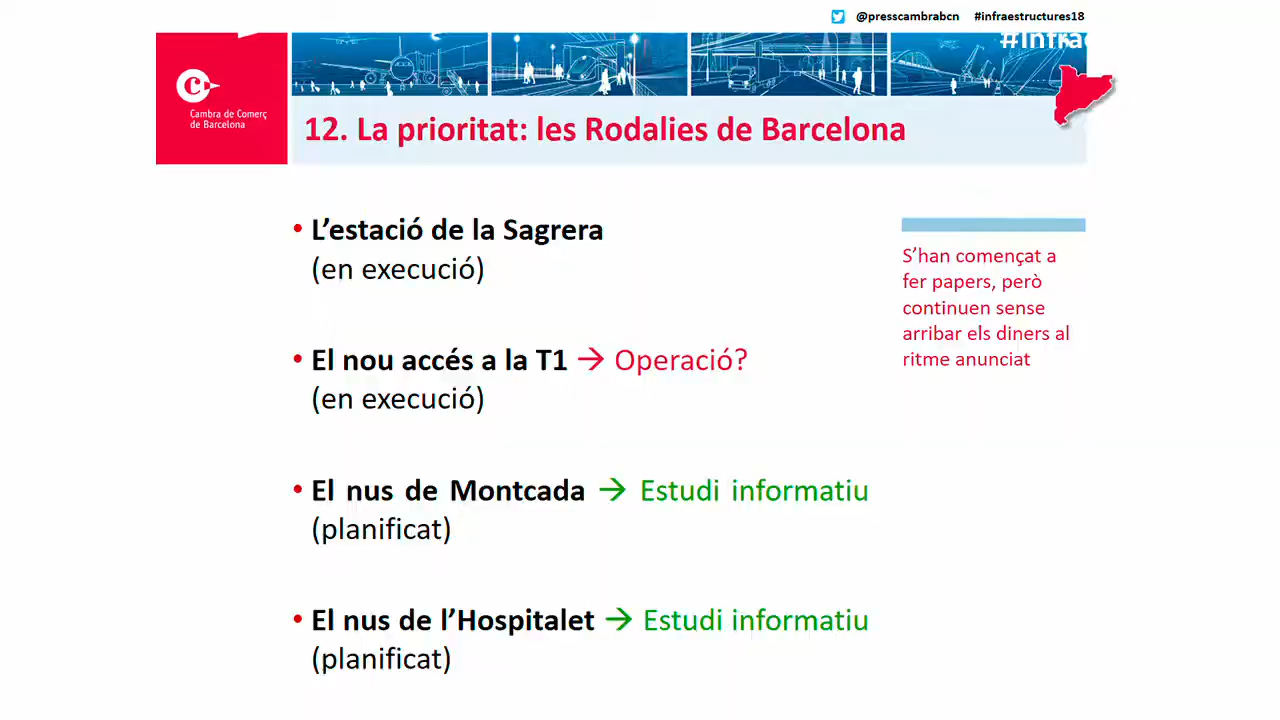 @presscambrabcn #infraestructures18
Cambra de Comerç
de Barcelona
12. La prioritat: les Rodalies de Barcelona
• L’estació de la Sagrera
(en execució)
• El nou accés a la T1 → Operació?
(en execució)
• El nus de Montcada → Estudi informatiu
(planificat)
• El nus de l’Hospitalet → Estudi informatiu
(planificat)
S’han començat a
fer papers, però
continuen sense
arribar els diners al
ritme anunciat